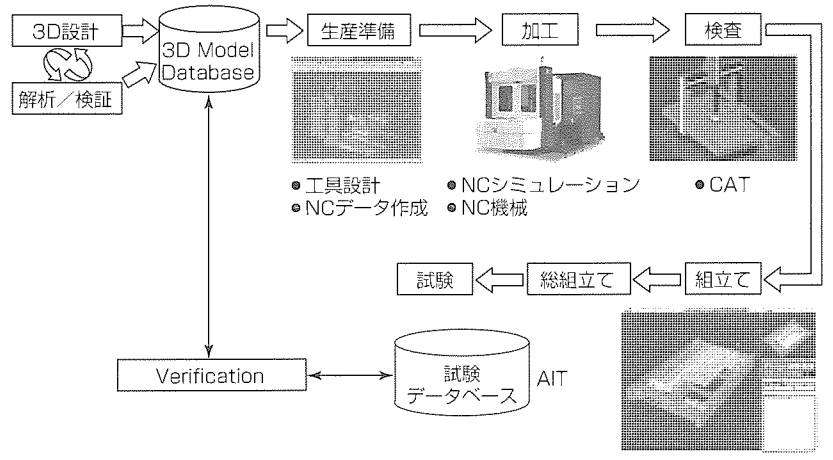 3D設計
解析／検証
3D Model
Database
生産準備
加工
検査
●工具設計
●NCデータ作成
●NCシミュレーション
●NC機械
●CAT
試験
総組立て
組立て
Verification
試験
データベース
AIT